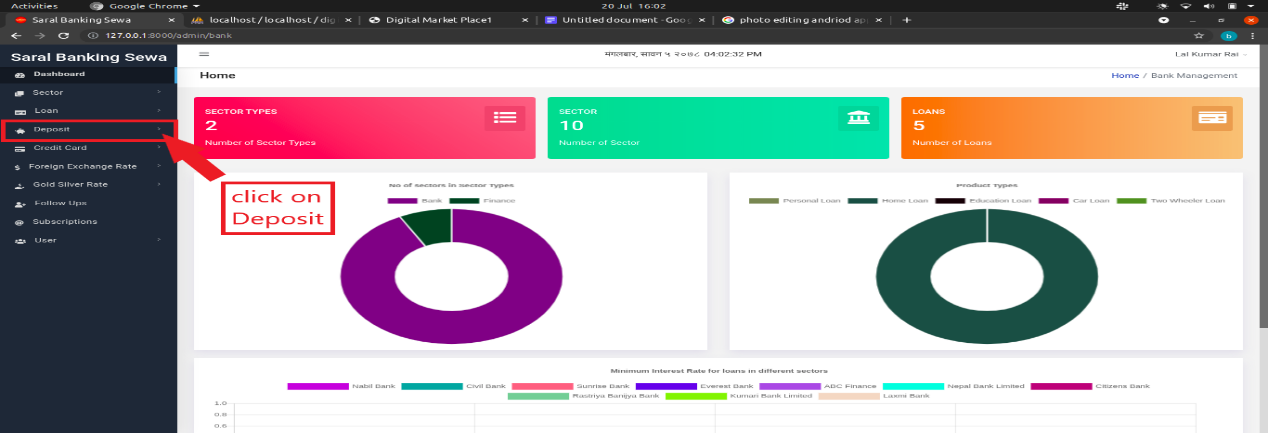 Activities Google Chrome 20 Jul 16:02
Saral Banking Sewa × localhost / localhost / dig × Digital Market Place1 × Untitled document - Goog × photo editing andriod ap × +
127.0.0.1:8000/admin/bank b
Saral Banking Sewa मंगलबार, सावन ५ २०७८ 04:02:32 PM Lal Kumar Rai
Dashboard
Home Home / Bank Management
Sector
Loan
Deposit
Credit Card
Foreign Exchange Rate
Gold Silver Rate
Follow Ups
Subscriptions
User
SECTOR TYPES
2
Number of Sector Types
SECTOR
10
Number of Sector
LOANS
5
Number of Loans
click on
Deposit
No of sectors in Sector Types
Bank Finance
Product Types
Personal Loan Home Loan Education Loan Car Loan Two Wheeler Loan
Minimum Interest Rate for loans in different sectors
Nabil Bank Civil Bank Sunrise Bank Everest Bank ABC Finance Nepal Bank Limited Citizens Bank
Rastriya Banijya Bank Kumari Bank Limited Laxmi Bank
1.0
0.8
0.6